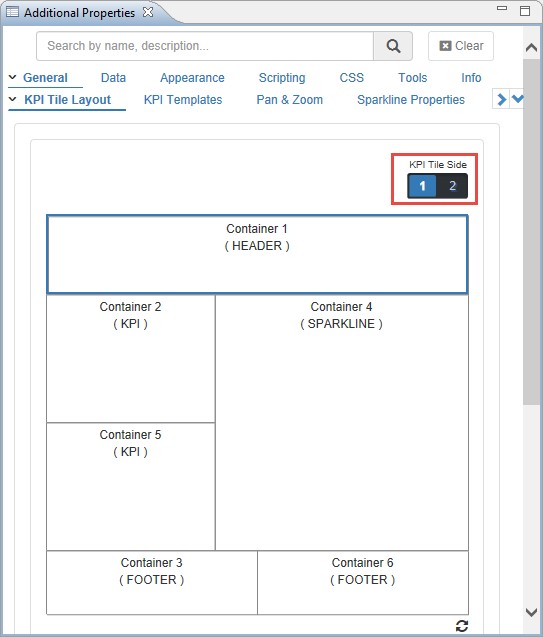 Additional Properties
Search by name, description...
Clear
General Data Appearance Scripting CSS Tools Info
KPI Tile Layout KPI Templates Pan & Zoom Sparkline Properties
KPI Tile Side
1 2
Container 1
( HEADER )
Container 2
( KPI )
Container 4
( SPARKLINE )
Container 5
( KPI )
Container 3
( FOOTER )
Container 6
( FOOTER )